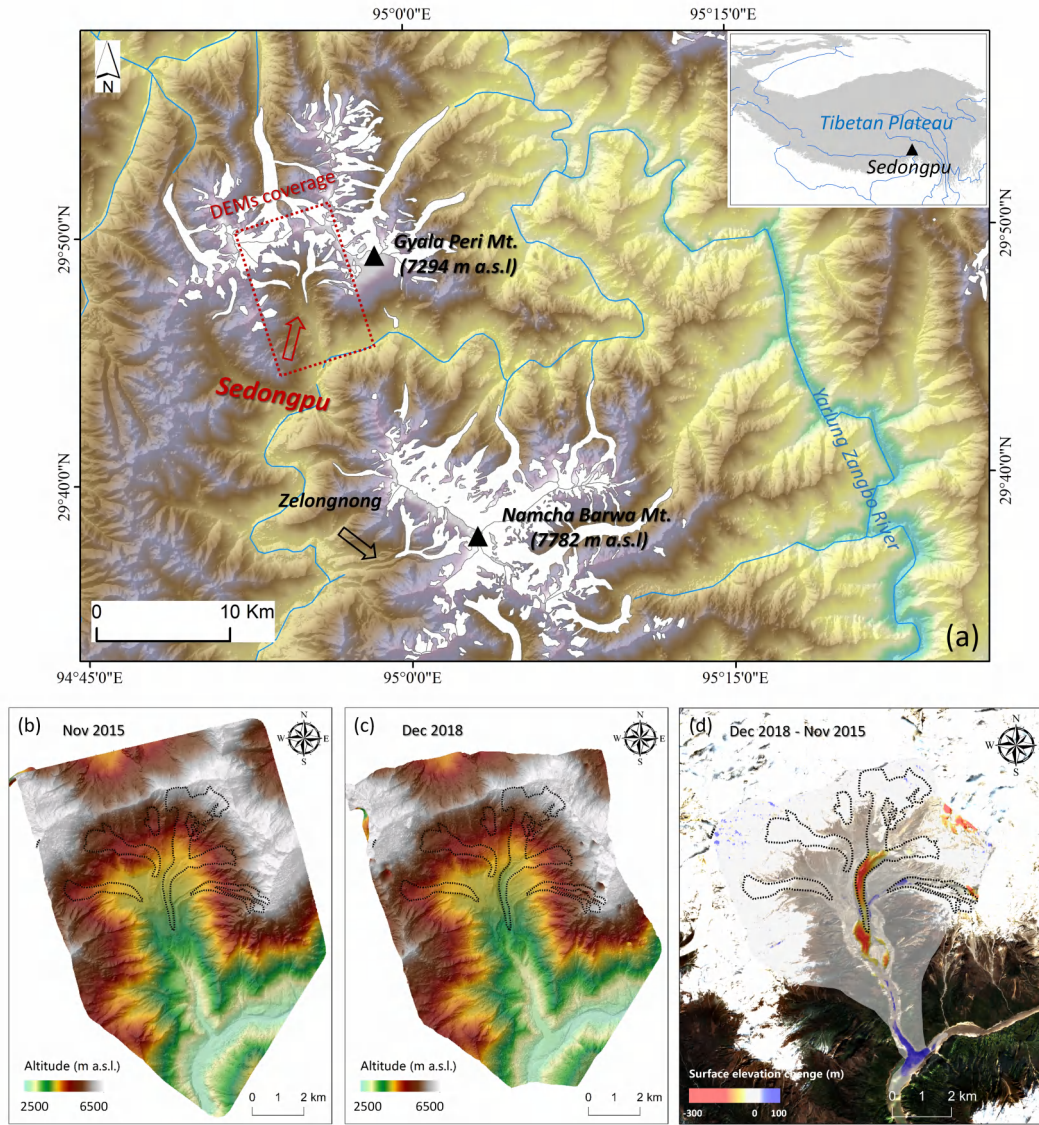 95°0'0"E
95°15'0"E
N
Tibetan Plateau
Sedongpu
DEMs coverage
29°50'0"N
29°50'0"N
Gyala Peri Mt.
(7294 m a.s.l)
Sedongpu
Yarlung Zangbo River
29°40'0"N
29°40'0"N
Zelongnong
Namcha Barwa Mt.
(7782 m a.s.l)
0
10 Km
(a)
94°45'0"E
95°0'0"E
95°15'0"E
(b)
Nov 2015
N
W
E
S
Altitude (m a.s.l.)
2500
6500
0 1 2 km
(c)
Dec 2018
N
W
E
S
Altitude (m a.s.l.)
2500
6500
0 1 2 km
(d)
Dec 2018 - Nov 2015
N
W
E
S
Surface elevation change (m)
-300
0
100
0 1 2 km